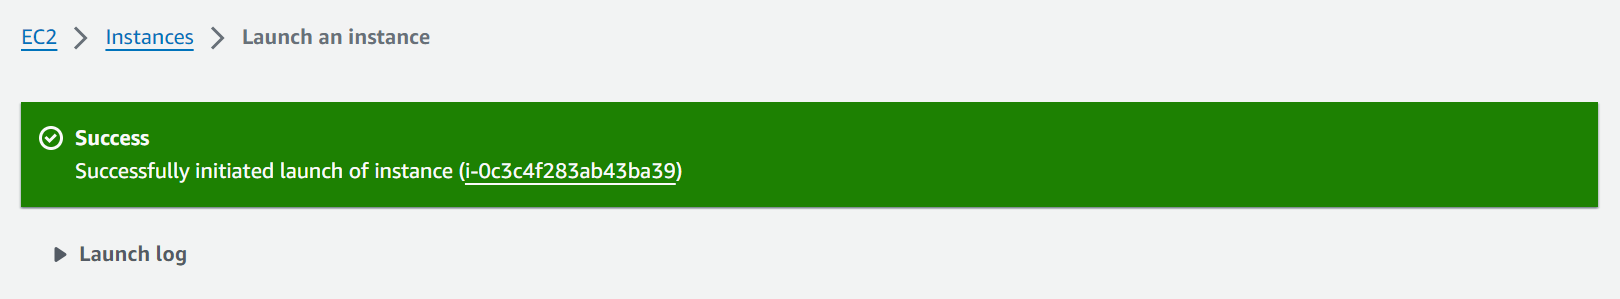 EC2 > Instances > Launch an instance
Success
Successfully initiated launch of instance (i-0c3c4f283ab43ba39)
Launch log